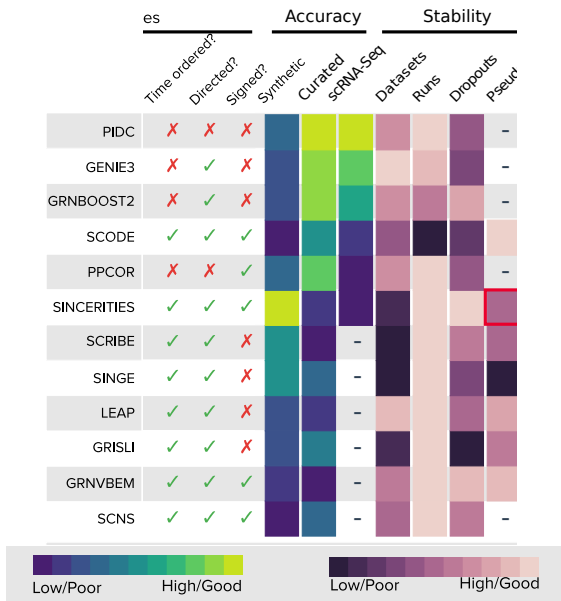 es Accuracy Stability
Time ordered? Directed? Signed? Synthetic Curated scRNA-Seq Datasets Runs Dropouts Pseud
PIDC ✗ ✗ ✗ –
GENIE3 ✗ ✓ ✗ –
GRNBOOST2 ✗ ✓ ✗ –
SCODE ✓ ✓ ✓
PPCOR ✗ ✗ ✓ –
SINCERITIES ✓ ✓ ✓
SCRIBE ✓ ✓ ✗ –
SINGE ✓ ✓ ✗ –
LEAP ✓ ✓ ✗ –
GRISLI ✓ ✓ ✗ –
GRNVBEM ✓ ✓ ✓ –
SCNS ✓ ✓ ✓ – –
Low/Poor High/Good Low/Poor High/Good